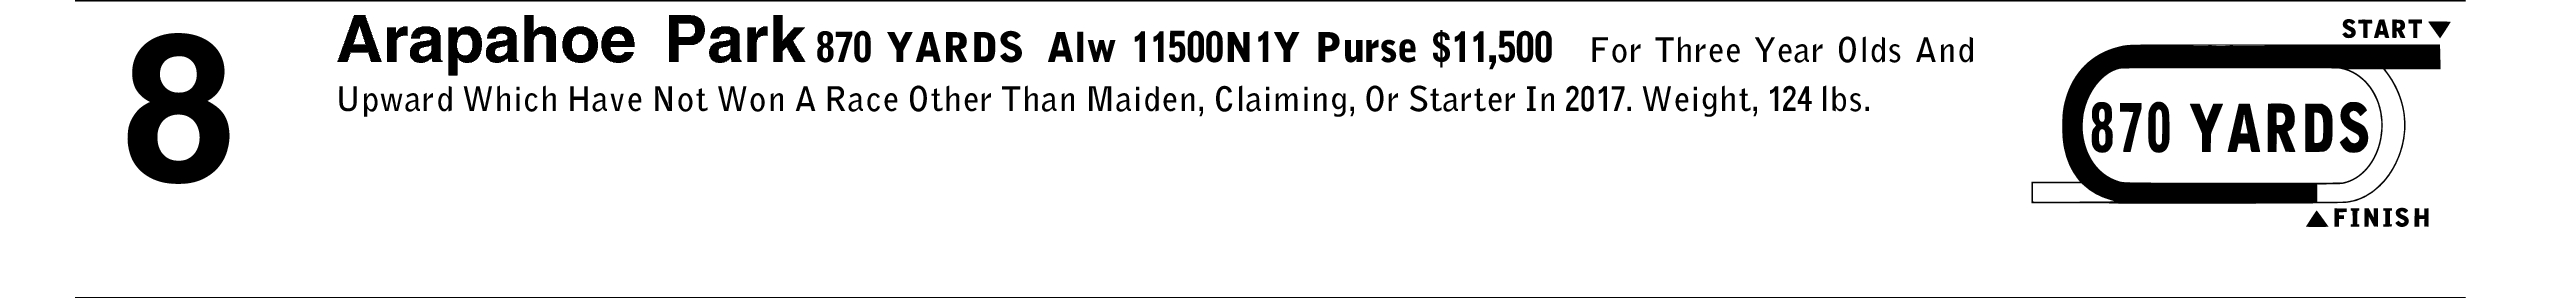 8
Arapahoe Park 870 YARDS Alw 11500N1Y Purse $11,500 For Three Year Olds And
Upward Which Have Not Won A Race Other Than Maiden, Claiming, Or Starter In 2017. Weight, 124 lbs.
START
870 YARDS
FINISH